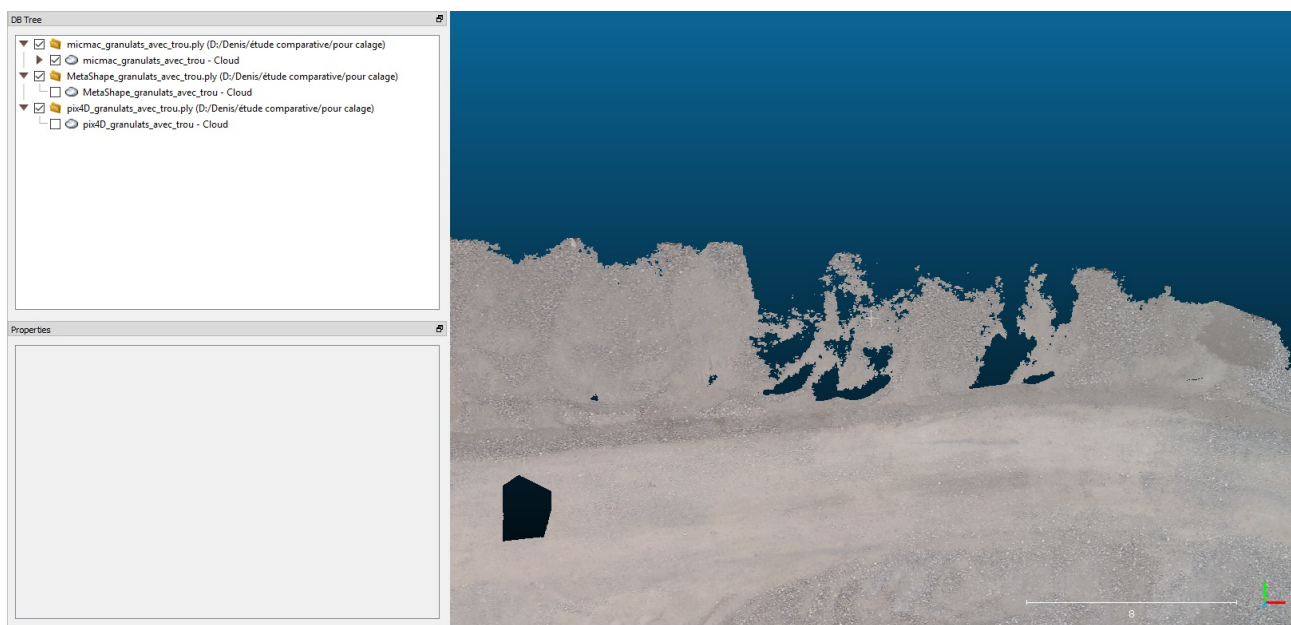 DB Tree
micmac_granulats_avec_trou.ply (D:/Denis/étude comparative/pour calage)
micmac_granulats_avec_trou - Cloud
MetaShape_granulats_avec_trou.ply (D:/Denis/étude comparative/pour calage)
MetaShape_granulats_avec_trou - Cloud
pix4D_granulats_avec_trou.ply (D:/Denis/étude comparative/pour calage)
pix4D_granulats_avec_trou - Cloud
Properties
8